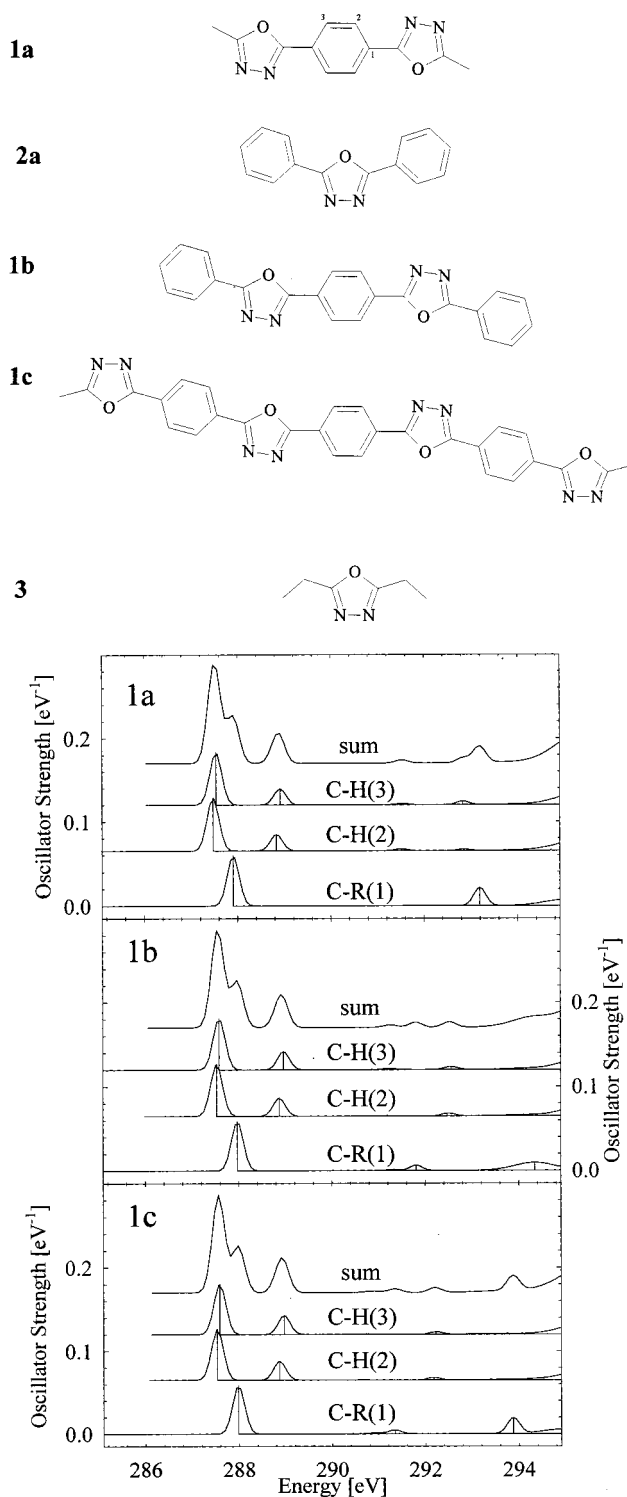 1a
3 2
O N N
N N 1 O
2a
O
N N
1b
O N N
N N O
1c
N N O N N
O N N O O
N N
3
O
N N
Oscillator Strength [eV⁻¹]
1a
0.2
sum
C-H(3)
0.1
C-H(2)
C-R(1)
0.0
1b
sum
0.2
C-H(3)
0.1
C-H(2)
C-R(1)
0.0
Oscillator Strength [eV⁻¹]
Oscillator Strength [eV⁻¹]
1c
0.2
sum
C-H(3)
0.1
C-H(2)
C-R(1)
0.0
286 288 290 292 294
Energy [eV]